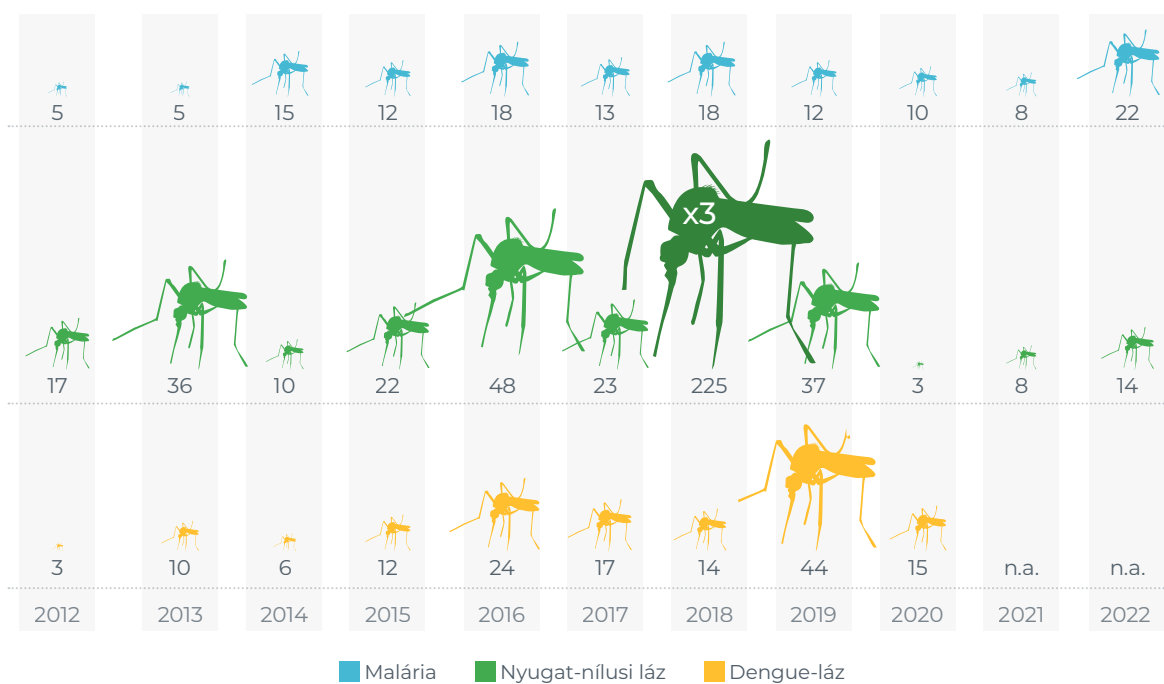 5 5 15 12 18 13 18 12 10 8 22
x3
17 36 10 22 48 23 225 37 3 8 14
3 10 6 12 24 17 14 44 15 n.a. n.a.
2012 2013 2014 2015 2016 2017 2018 2019 2020 2021 2022
Malária Nyugat-nílusi láz Dengue-láz